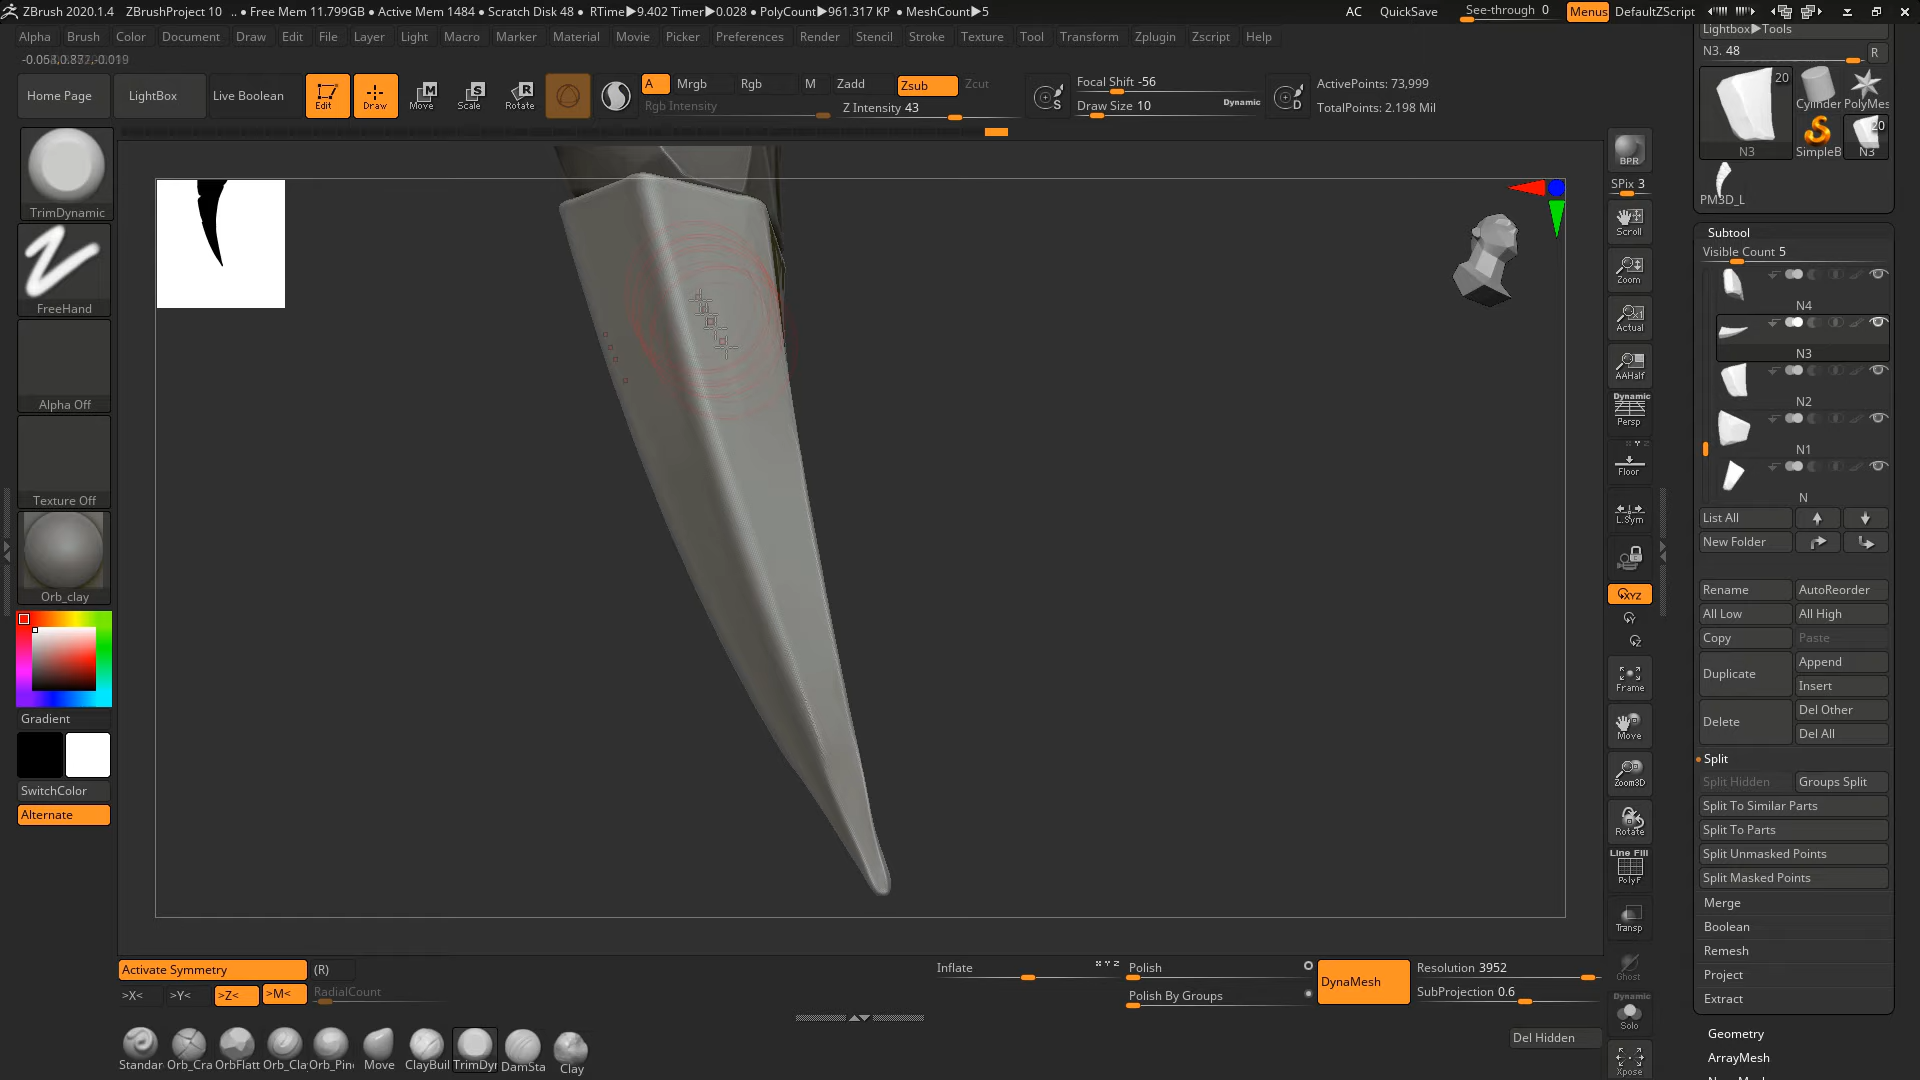 ZBrush 2020.1.4 ZBrushProject 10 .. ● Free Mem 11.799GB ● Active Mem 1484 ● Scratch Disk 48 ● RTime▶9.402 Timer▶0.028 ● PolyCount▶961.317 KP ● MeshCount▶5 AC QuickSave See-through 0 Menus DefaultZScript
Alpha Brush Color Document Draw Edit File Layer Light Macro Marker Material Movie Picker Preferences Render Stencil Stroke Texture Tool Transform Zplugin Zscript Help
Home Page LightBox Live Boolean Edit Draw Move Scale Rotate
A Mrgb Rgb M Zadd Zsub Zcut
Rgb Intensity Z Intensity 43
Focal Shift -56
Draw Size 10 Dynamic
S D
ActivePoints: 73,999
TotalPoints: 2.198 Mil
TrimDynamic
FreeHand
Alpha Off
Texture Off
Orb_clay
Gradient
SwitchColor
Alternate
BPR
SPix 3
Scroll
Zoom
Actual
AAHalf
Dynamic
Persp
Floor
L.Sym
XYZ
Y
Z
Frame
Move
Zoom3D
Rotate
Line Fill
PolyF
Transp
Ghost
Dynamic
Solo
Xpose
Lightbox▶Tools
N3. 48 R
20
N3
Cylinder PolyMes
SimpleB
20
N3
PM3D_L
Subtool
Visible Count 5
N4
N3
N2
N1
N
List All
New Folder
Rename AutoReorder
All Low All High
Copy Paste
Duplicate Append
Insert
Delete Del Other
Del All
Split
Split Hidden Groups Split
Split To Similar Parts
Split To Parts
Split Unmasked Points
Split Masked Points
Merge
Boolean
Remesh
Project
Extract
Geometry
ArrayMesh
Activate Symmetry (R)
>X< >Y< >Z< >M< RadialCount
Inflate X Y Z
Polish
Polish By Groups
DynaMesh
Resolution 3952
SubProjection 0.6
Standar Orb_Cra OrbFlatt Orb_Cla Orb_Pin Move ClayBuil TrimDy DamSta Clay
Del Hidden